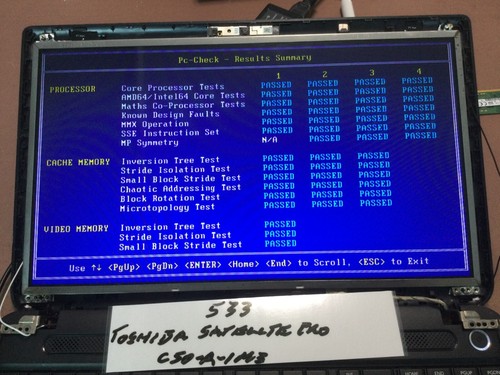 Pc-Check - Results Summary
1 2 3 4
PROCESSOR Core Processor Tests PASSED PASSED PASSED PASSED
AMD64/Intel64 Core Tests PASSED PASSED PASSED PASSED
Maths Co-Processor Tests PASSED PASSED PASSED PASSED
Known Design Faults PASSED PASSED PASSED PASSED
MMX Operation PASSED PASSED PASSED PASSED
SSE Instruction Set PASSED PASSED PASSED PASSED
MP Symmetry N/A PASSED PASSED PASSED
CACHE MEMORY Inversion Tree Test PASSED PASSED PASSED
Stride Isolation Test PASSED PASSED PASSED
Small Block Stride Test PASSED PASSED PASSED
Chaotic Addressing Test PASSED PASSED PASSED
Block Rotation Test PASSED PASSED PASSED
Microtopology Test PASSED PASSED PASSED
VIDEO MEMORY Inversion Tree Test PASSED
Stride Isolation Test PASSED
Small Block Stride Test PASSED
Use ↑↓ <PgUp> <PgDn> <ENTER> <Home> <End> to Scroll, <ESC> to Exit
533
TOSHIBA SATELLITE PRO
C50-A-1M3